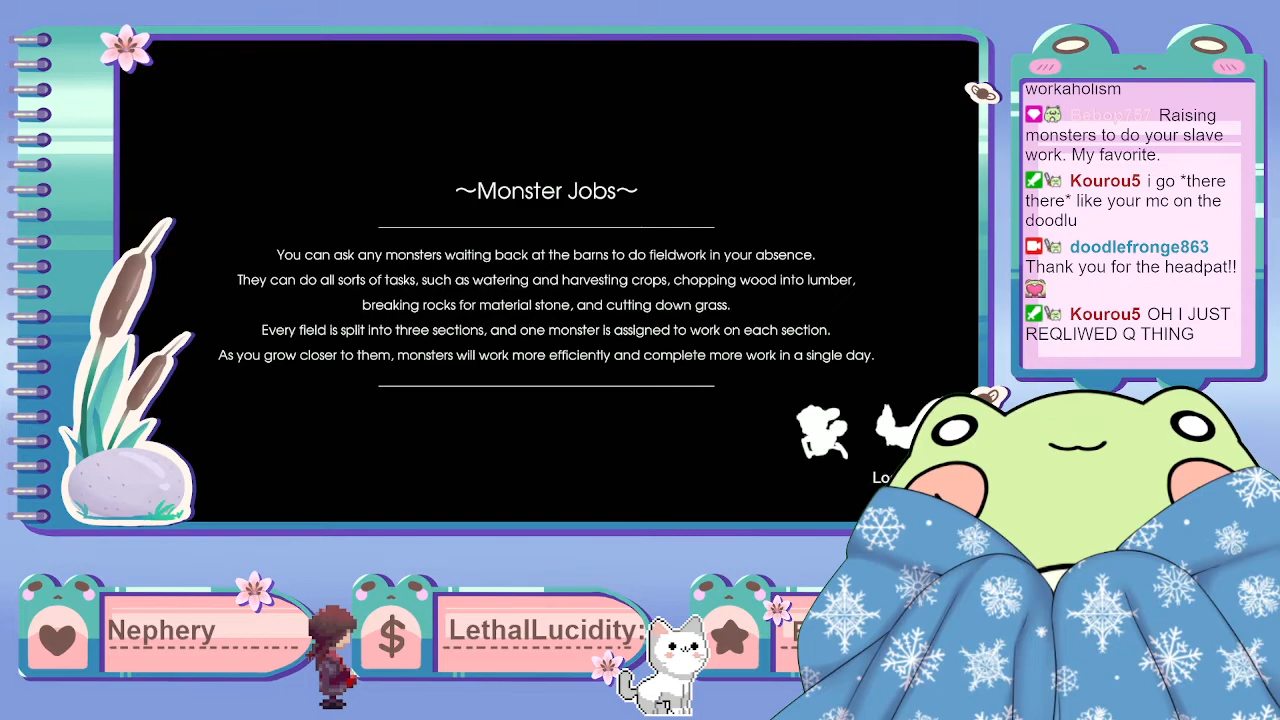 ~Monster Jobs~
You can ask any monsters waiting back at the barns to do fieldwork in your absence.
They can do all sorts of tasks, such as watering and harvesting crops, chopping wood into lumber,
breaking rocks for material stone, and cutting down grass.
Every field is split into three sections, and one monster is assigned to work on each section.
As you grow closer to them, monsters will work more efficiently and complete more work in a single day.
Lo
workaholism
Bebop757 Raising
monsters to do your slave
work. My favorite.
Kourou5 i go *there
there* like your mc on the
doodlu
doodlefronge863
Thank you for the headpat!!
Kourou5 OH I JUST
REQLIWED Q THING
Nephery
$
LethalLucidity: